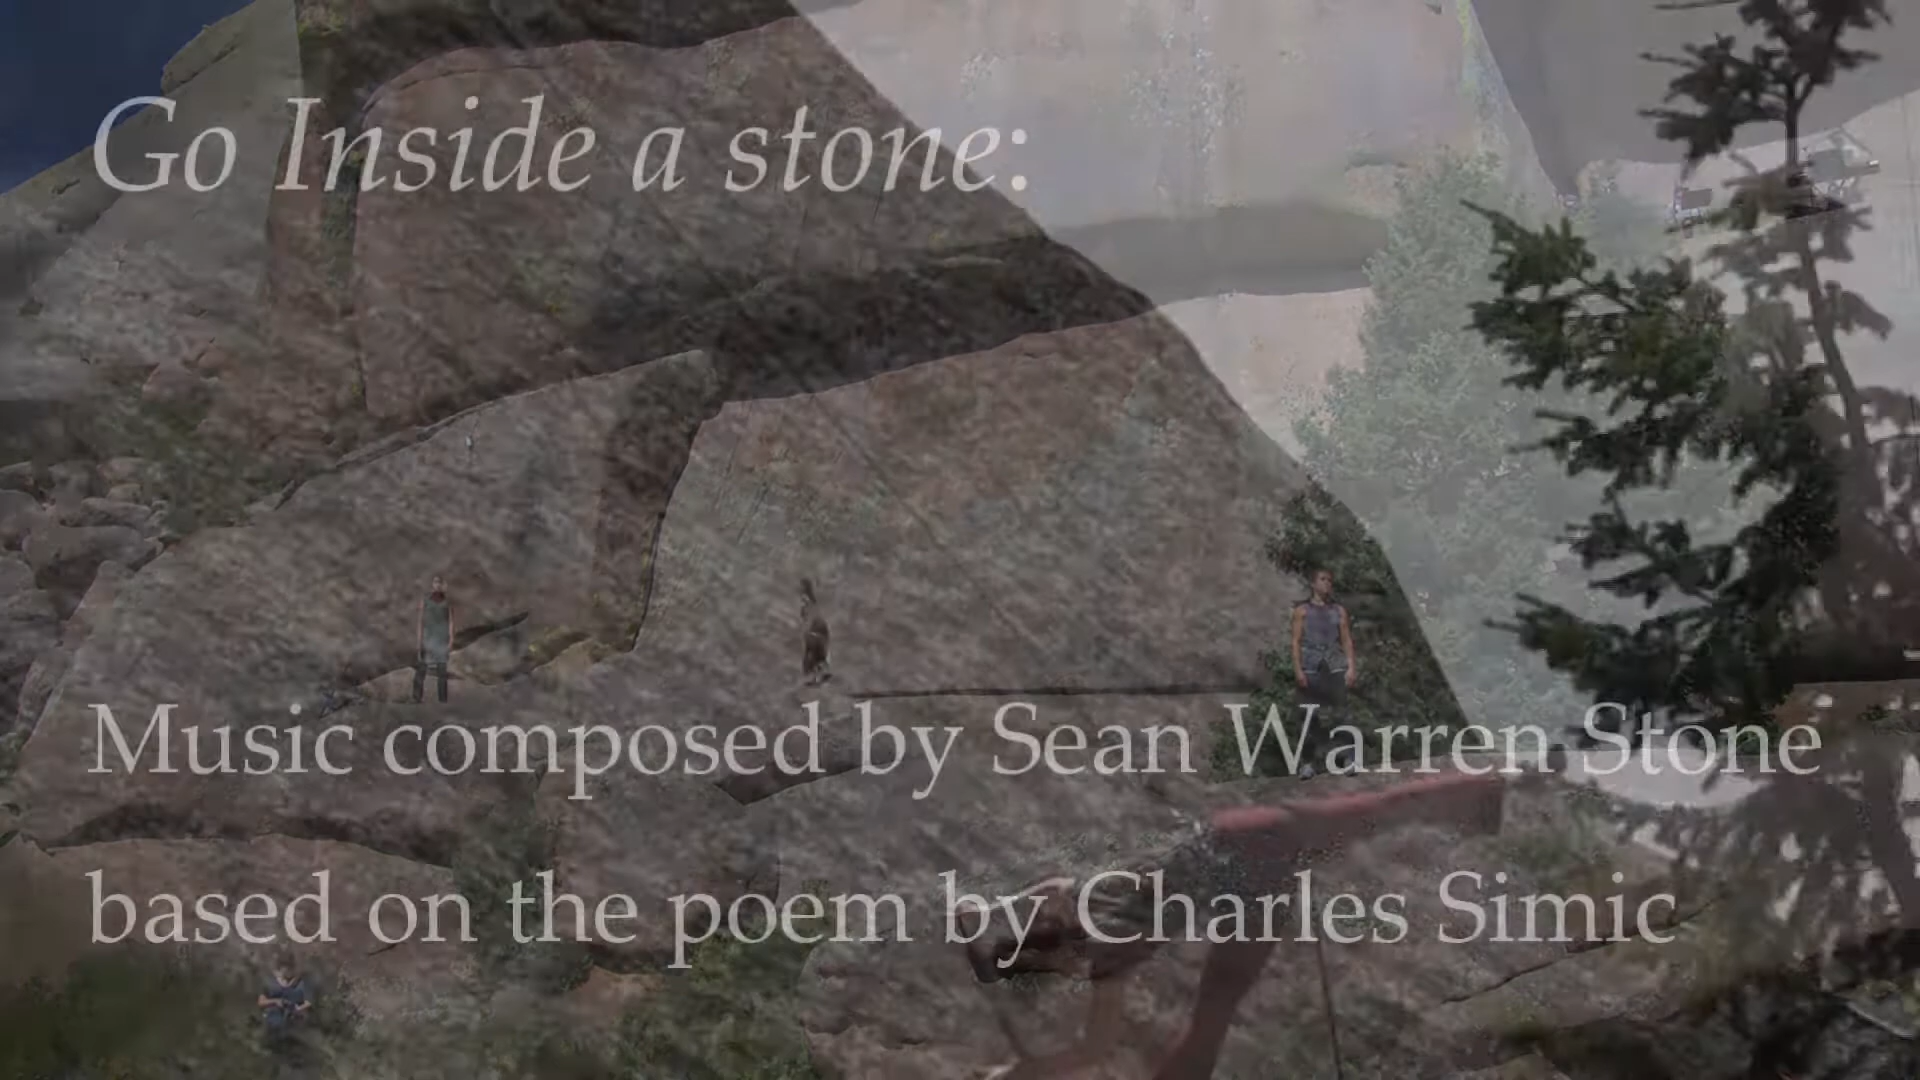 Go Inside a stone:
Music composed by Sean Warren Stone
based on the poem by Charles Simic